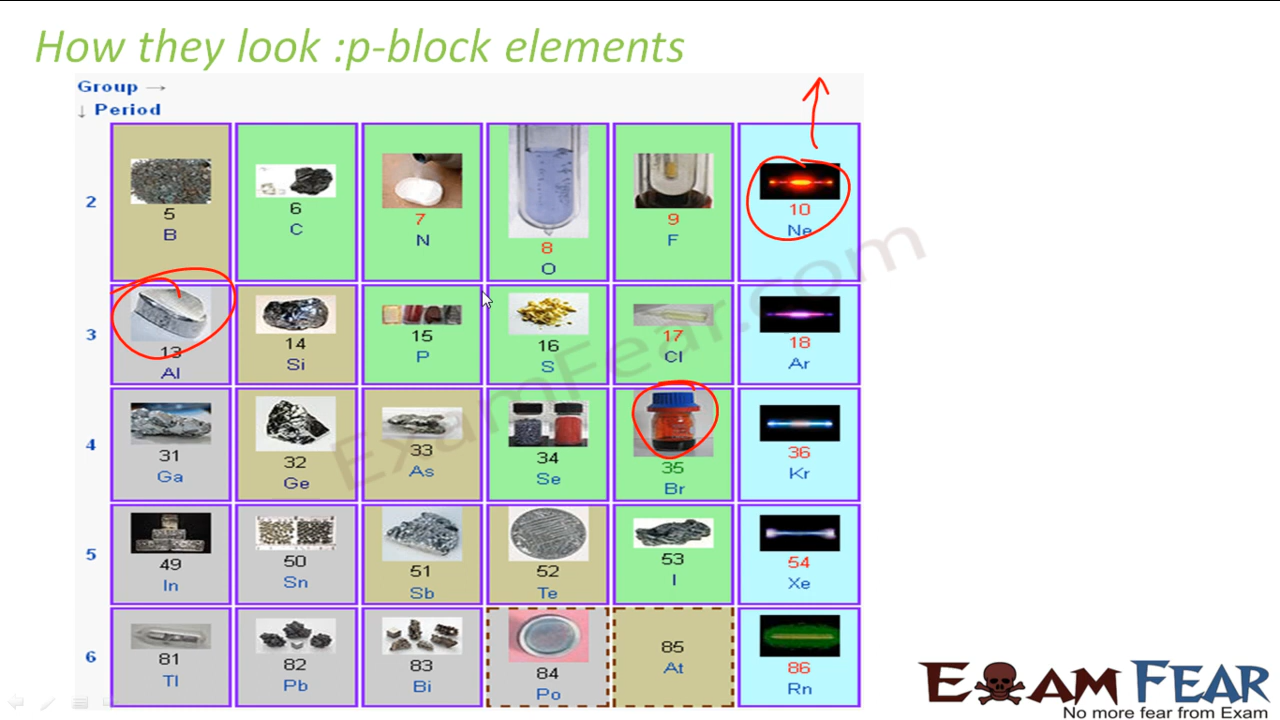 How they look :p-block elements
Group →
↓ Period
2
5
B
6
C
7
N
8
O
9
F
10
Ne
3
13
Al
14
Si
15
P
16
S
17
Cl
18
Ar
4
31
Ga
32
Ge
33
As
34
Se
35
Br
36
Kr
5
49
In
50
Sn
51
Sb
52
Te
53
I
54
Xe
6
81
Tl
82
Pb
83
Bi
84
Po
85
At
86
Rn
ExamFear.com
EXAM FEAR
No more fear from Exam